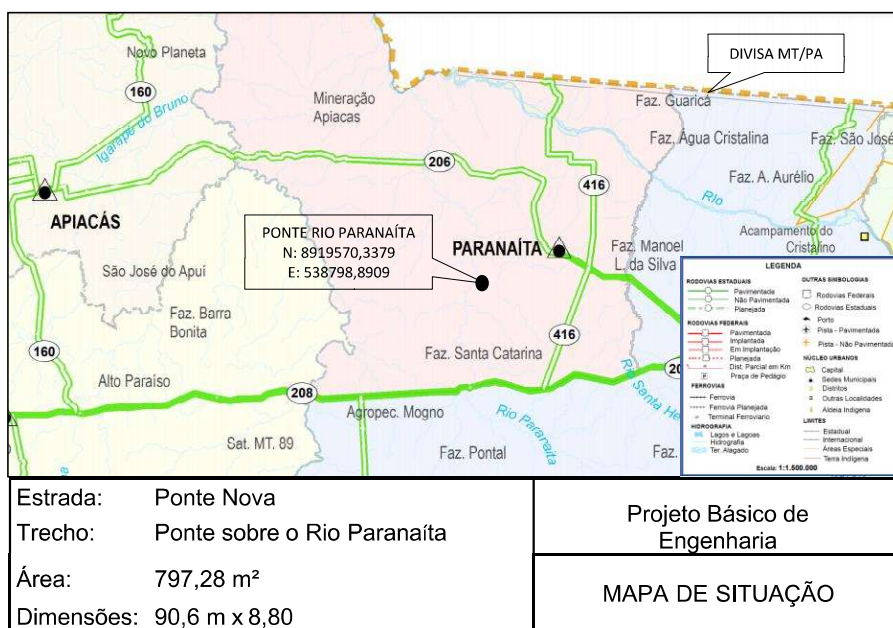 Novo Planeta
160
Igarapé do Bruno
Mineração
Apiacas
DIVISA MT/PA
Faz. Guaricá
Faz. Água Cristalina
Faz. São José
206
416
Faz. A. Aurélio
Rio
APIACÁS
PONTE RIO PARANAÍTA
N: 8919570,3379
E: 538798,8909
PARANAÍTA
Faz. Manoel
L. da Silva
Acampamento do
Cristalino
São José do Apuí
Faz. Barra
Bonita
160
416
Faz. Santa Catarina
Alto Paraíso
208
20
Agropec. Mogno
Rio Paranaita
Rio Santa He
Sat. MT. 89
Faz. Pontal
Faz.
LEGENDA
RODOVIAS ESTADUAIS
Pavimentada
Não Pavimentada
Planejada
RODOVIAS FEDERAIS
Pavimentada
Implantada
Em Implantação
Planejada
Dist. Parcial em Km
P
Praça de Pedágio
FERROVIAS
Ferrovia
Ferrovia Planejada
Terminal Ferroviario
HIDROGRAFIA
Lagos e Lagoas
Hidrografia
Ter. Alagado
OUTRAS SIMBOLOGIAS
Rodovias Federais
Rodovias Estaduais
Porto
Pista - Pavimentada
Pista - Não Pavimentada
NÚCLEO URBANOS
Capital
Sedes Municipais
Distritos
Outras Localidades
Aldeia Indigena
LIMITES
Estadual
Internacional
Áreas Especiais
Terra Indígena
Escala: 1:1.500.000
Estrada: Ponte Nova
Trecho: Ponte sobre o Rio Paranaíta
Área: 797,28 m²
Dimensões: 90,6 m x 8,80
Projeto Básico de
Engenharia
MAPA DE SITUAÇÃO